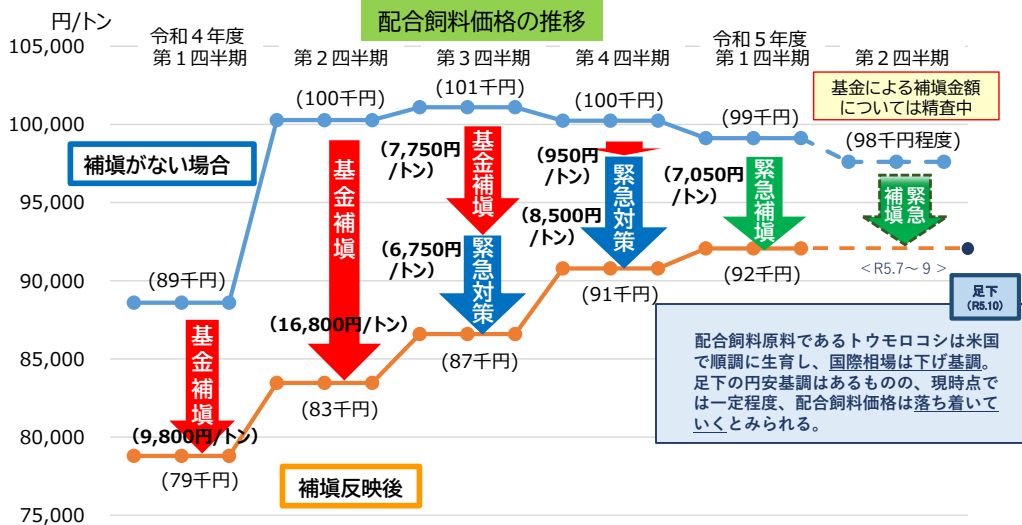 配合飼料価格の推移
円/トン
105,000
100,000
95,000
90,000
85,000
80,000
75,000
令和４年度
第１四半期
第２四半期
第３四半期
第４四半期
令和５年度
第１四半期
第２四半期
基金による補塡金額
については精査中
(100千円)
(101千円)
(100千円)
(99千円)
(98千円程度)
補塡がない場合
(89千円)
基金補塡
（9,800円/トン）
(79千円)
基金補塡
（16,800円/トン）
(83千円)
（7,750円
/トン）
基金補塡
（6,750円
/トン）
緊急対策
(87千円)
（950円
/トン）
（8,500円
/トン）
緊急対策
(91千円)
（7,050円
/トン）
緊急補塡
(92千円)
緊急
補塡
＜R5.7～９＞
足下
（R5.10）
補塡反映後
配合飼料原料であるトウモロコシは米国
で順調に生育し、国際相場は下げ基調。
足下の円安基調はあるものの、現時点で
は一定程度、配合飼料価格は落ち着いて
いくとみられる。